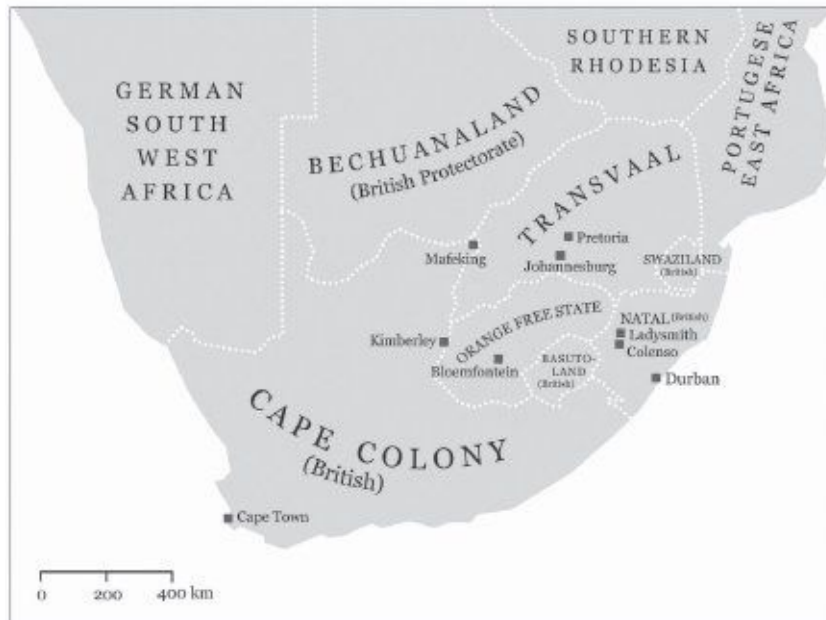 GERMAN
SOUTH
WEST
AFRICA
SOUTHERN
RHODESIA
PORTUGESE
EAST AFRICA
BECHUANALAND
(British Protectorate)
TRANSVAAL
Pretoria
Mafeking
Johannesburg
SWAZILAND
(British)
ORANGE FREE STATE
NATAL (British)
Ladysmith
Kimberley
Colenso
Bloemfontein
BASUTO-
LAND
(British)
Durban
CAPE COLONY
(British)
Cape Town
0 200 400 km